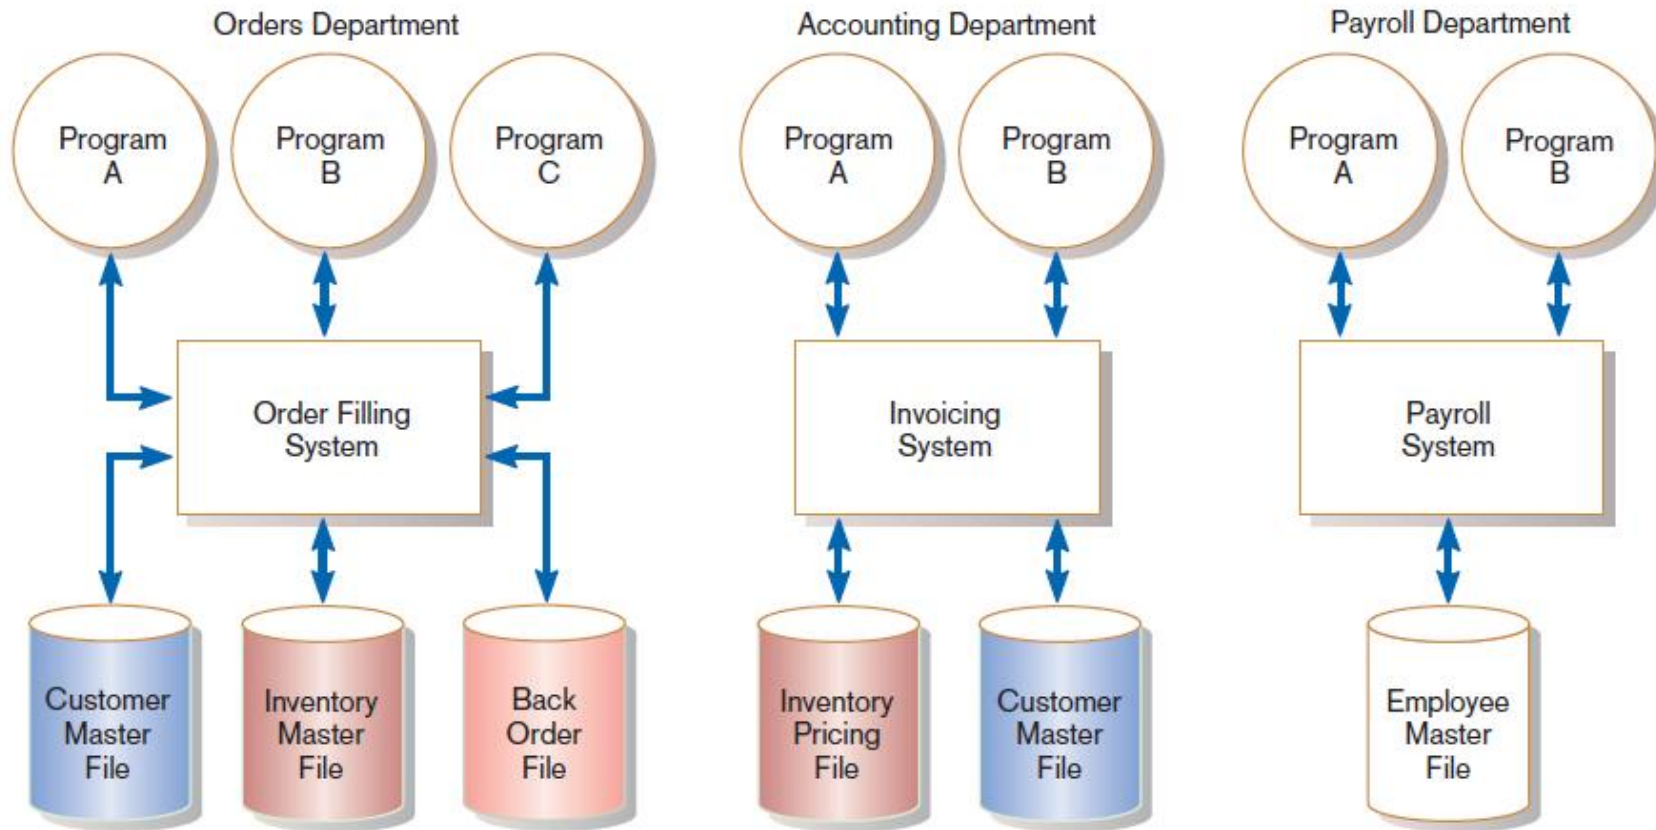 Orders Department
Accounting Department
Payroll Department
Program
A
Program
B
Program
C
Program
A
Program
B
Program
A
Program
B
Order Filling
System
Invoicing
System
Payroll
System
Customer
Master
File
Inventory
Master
File
Back
Order
File
Inventory
Pricing
File
Customer
Master
File
Employee
Master
File